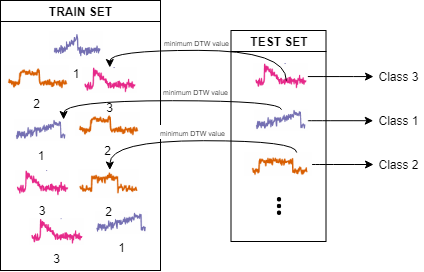 TRAIN SET
TEST SET
minimum DTW value
1
Class 3
2
3
minimum DTW value
Class 1
1
2
minimum DTW value
Class 2
3
2
3
1